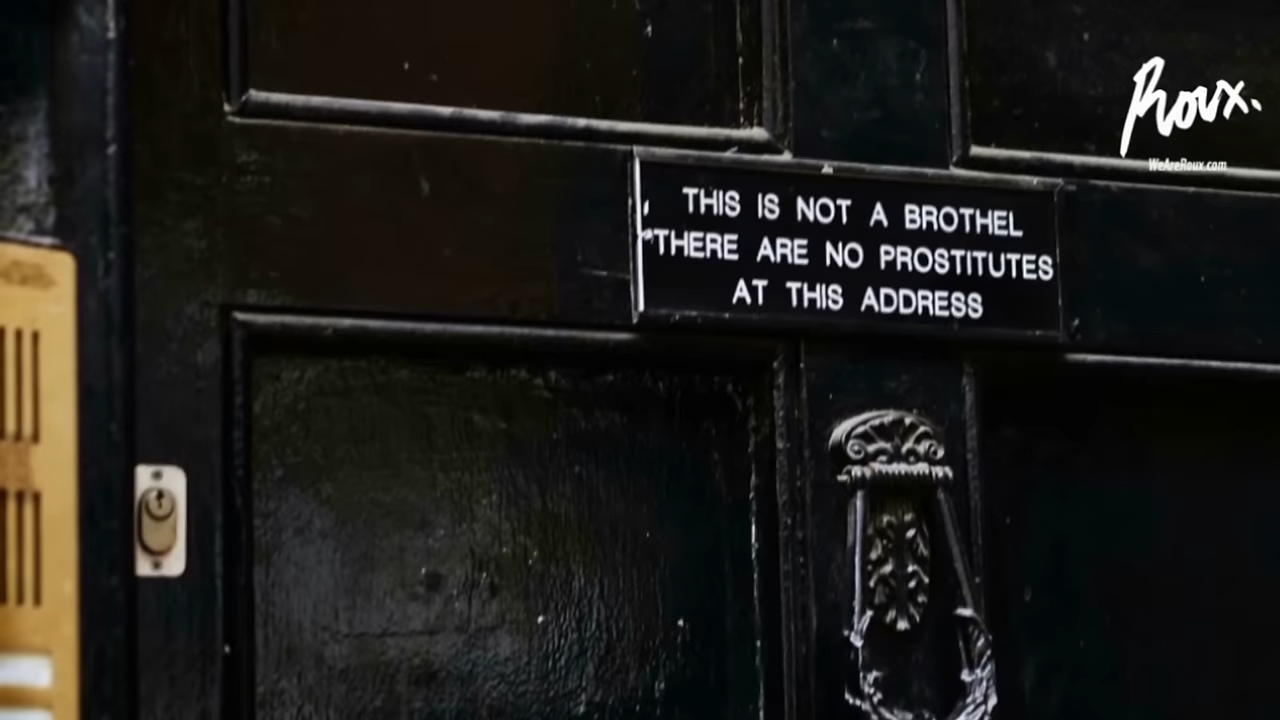 Roux.
WeAreRoux.com
THIS IS NOT A BROTHEL
THERE ARE NO PROSTITUTES
AT THIS ADDRESS